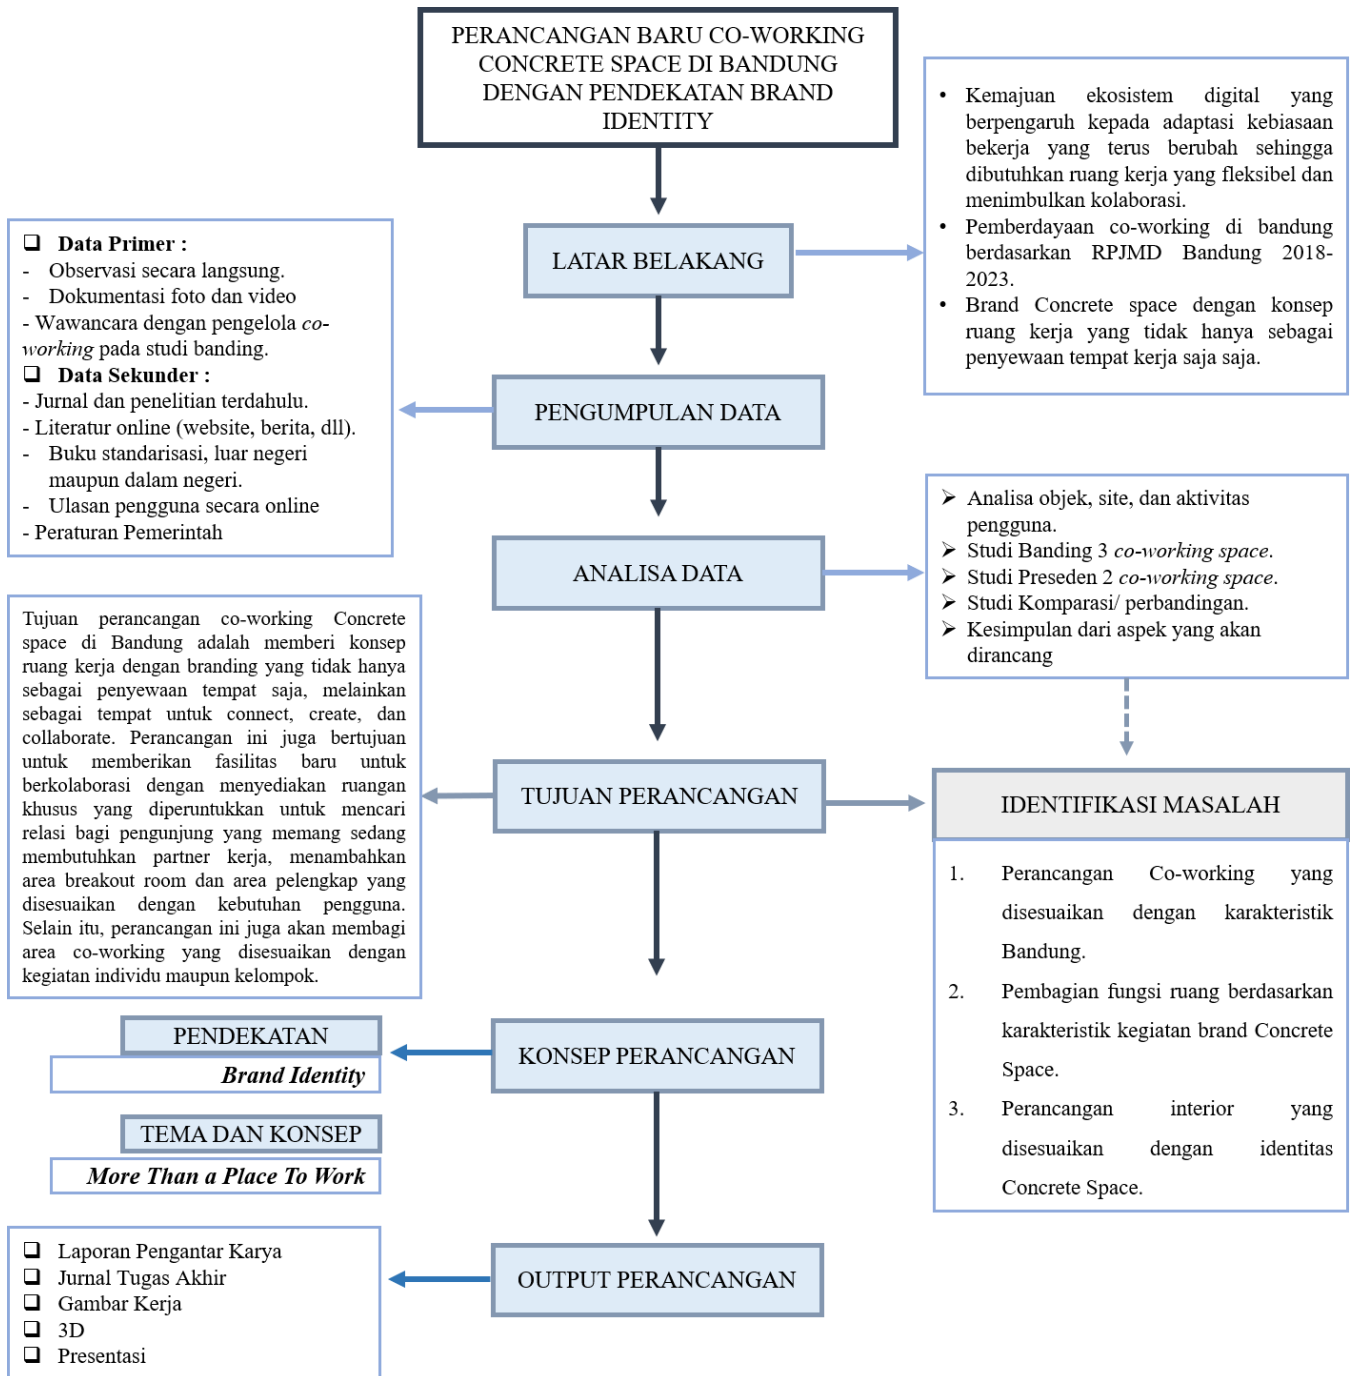 PERANCANGAN BARU CO-WORKING
CONCRETE SPACE DI BANDUNG
DENGAN PENDEKATAN BRAND
IDENTITY
LATAR BELAKANG
• Kemajuan ekosistem digital yang
berpengaruh kepada adaptasi kebiasaan
bekerja yang terus berubah sehingga
dibutuhkan ruang kerja yang fleksibel dan
menimbulkan kolaborasi.
• Pemberdayaan co-working di bandung
berdasarkan RPJMD Bandung 2018-
2023.
• Brand Concrete space dengan konsep
ruang kerja yang tidak hanya sebagai
penyewaan tempat kerja saja saja.
PENGUMPULAN DATA
❑ Data Primer :
- Observasi secara langsung.
- Dokumentasi foto dan video
- Wawancara dengan pengelola co-
working pada studi banding.
❑ Data Sekunder :
- Jurnal dan penelitian terdahulu.
- Literatur online (website, berita, dll).
- Buku standarisasi, luar negeri
maupun dalam negeri.
- Ulasan pengguna secara online
- Peraturan Pemerintah
ANALISA DATA
➢ Analisa objek, site, dan aktivitas
pengguna.
➢ Studi Banding 3 co-working space.
➢ Studi Preseden 2 co-working space.
➢ Studi Komparasi/ perbandingan.
➢ Kesimpulan dari aspek yang akan
dirancang
TUJUAN PERANCANGAN
Tujuan perancangan co-working Concrete
space di Bandung adalah memberi konsep
ruang kerja dengan branding yang tidak hanya
sebagai penyewaan tempat saja, melainkan
sebagai tempat untuk connect, create, dan
collaborate. Perancangan ini juga bertujuan
untuk memberikan fasilitas baru untuk
berkolaborasi dengan menyediakan ruangan
khusus yang diperuntukkan untuk mencari
relasi bagi pengunjung yang memang sedang
membutuhkan partner kerja, menambahkan
area breakout room dan area pelengkap yang
disesuaikan dengan kebutuhan pengguna.
Selain itu, perancangan ini juga akan membagi
area co-working yang disesuaikan dengan
kegiatan individu maupun kelompok.
IDENTIFIKASI MASALAH
1. Perancangan Co-working yang
disesuaikan dengan karakteristik
Bandung.
2. Pembagian fungsi ruang berdasarkan
karakteristik kegiatan brand Concrete
Space.
3. Perancangan interior yang
disesuaikan dengan identitas
Concrete Space.
KONSEP PERANCANGAN
PENDEKATAN
Brand Identity
TEMA DAN KONSEP
More Than a Place To Work
OUTPUT PERANCANGAN
❑ Laporan Pengantar Karya
❑ Jurnal Tugas Akhir
❑ Gambar Kerja
❑ 3D
❑ Presentasi